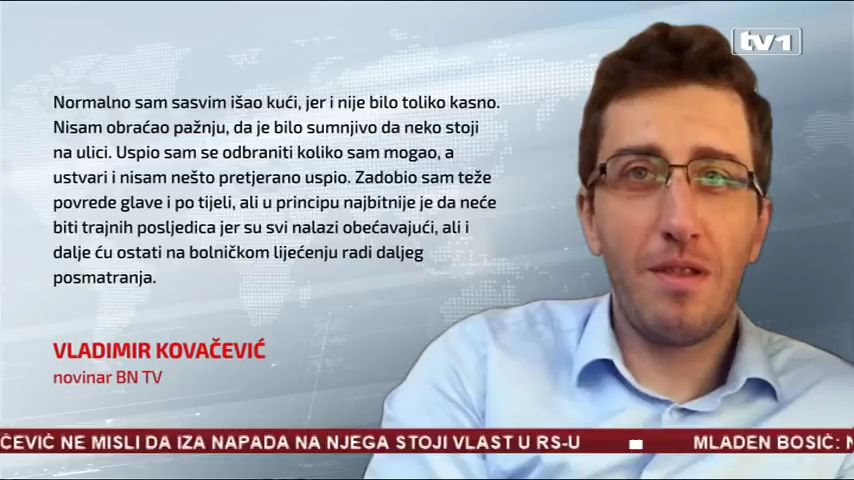 tv1
Normalno sam sasvim išao kući, jer i nije bilo toliko kasno.
Nisam obraćao pažnju, da je bilo sumnjivo da neko stoji
na ulici. Uspio sam se odbraniti koliko sam mogao, a
ustvari i nisam nešto pretjerano uspio. Zadobio sam teže
povrede glave i po tijeli, ali u principu najbitnije je da neće
biti trajnih posljedica jer su svi nalazi obećavajući, ali i
dalje ću ostati na bolničkom liječenju radi daljeg
posmatranja.
VLADIMIR KOVAČEVIĆ
novinar BN TV
ČEVIĆ NE MISLI DA IZA NAPADA NA NJEGA STOJI VLAST U RS-U MLADEN BOSIĆ: N